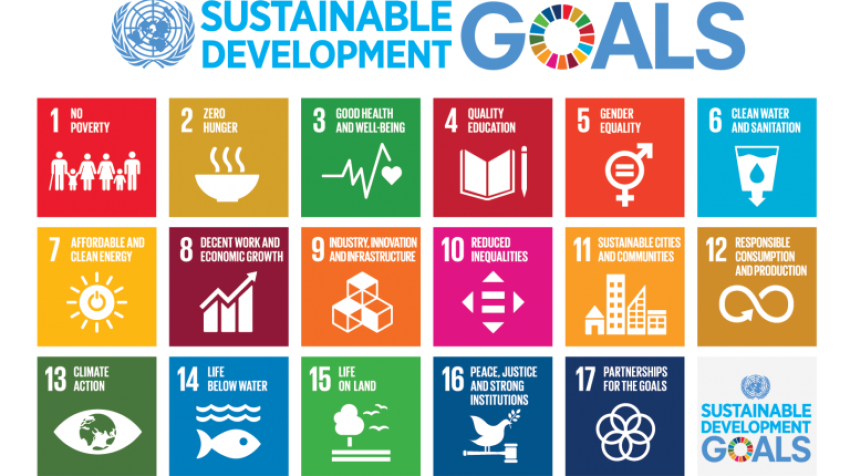 SUSTAINABLE
DEVELOPMENT
GOALS
1 NO
POVERTY
2 ZERO
HUNGER
3 GOOD HEALTH
AND WELL-BEING
4 QUALITY
EDUCATION
5 GENDER
EQUALITY
6 CLEAN WATER
AND SANITATION
7 AFFORDABLE AND
CLEAN ENERGY
8 DECENT WORK AND
ECONOMIC GROWTH
9 INDUSTRY, INNOVATION
AND INFRASTRUCTURE
10 REDUCED
INEQUALITIES
11 SUSTAINABLE CITIES
AND COMMUNITIES
12 RESPONSIBLE
CONSUMPTION
AND PRODUCTION
13 CLIMATE
ACTION
14 LIFE
BELOW WATER
15 LIFE
ON LAND
16 PEACE, JUSTICE
AND STRONG
INSTITUTIONS
17 PARTNERSHIPS
FOR THE GOALS
SUSTAINABLE
DEVELOPMENT
GOALS